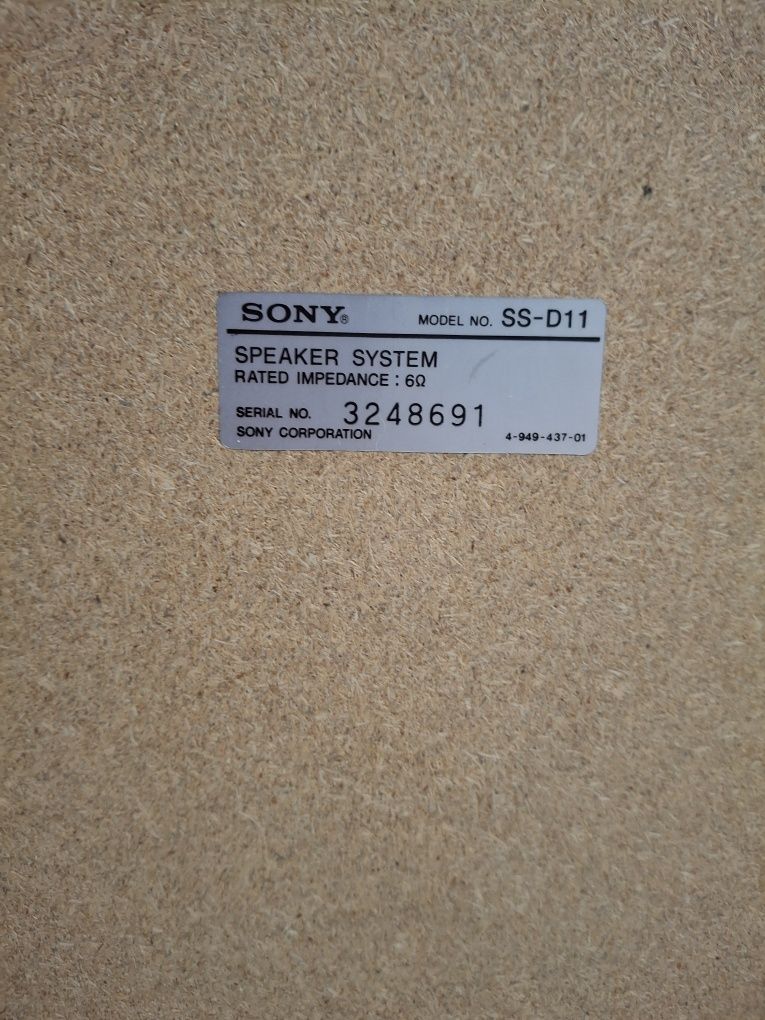 SONY® MODEL NO. SS-D11
SPEAKER SYSTEM
RATED IMPEDANCE : 6Ω
SERIAL NO. 3248691
SONY CORPORATION 4-949-437-01